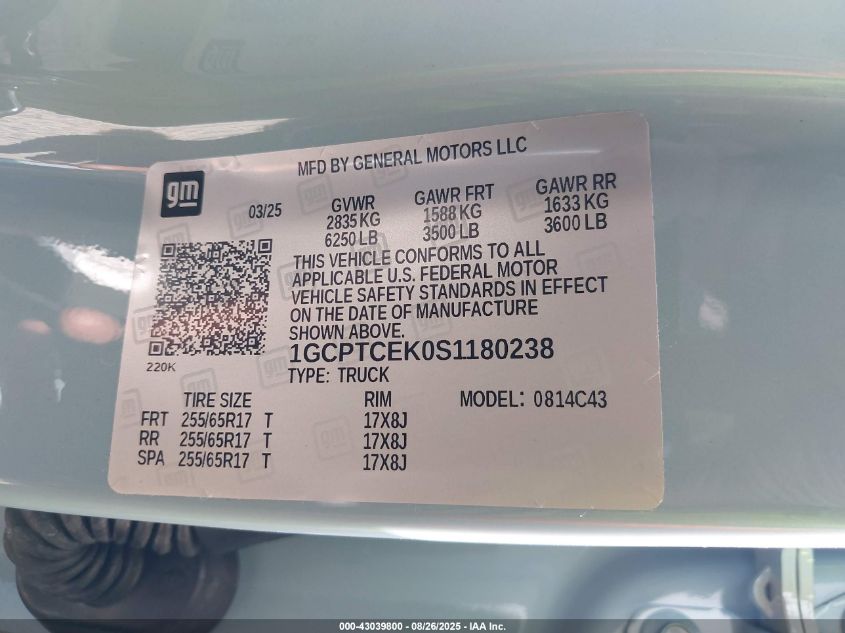 MFD BY GENERAL MOTORS LLC
gm
03/25
GVWR GAWR FRT GAWR RR
2835 KG 1588 KG 1633 KG
6250 LB 3500 LB 3600 LB
THIS VEHICLE CONFORMS TO ALL
APPLICABLE U.S. FEDERAL MOTOR
VEHICLE SAFETY STANDARDS IN EFFECT
ON THE DATE OF MANUFACTURE
SHOWN ABOVE.
1GCPTCEK0S1180238
220K
TYPE: TRUCK
TIRE SIZE RIM MODEL: 0814C43
FRT 255/65R17 T 17X8J
RR 255/65R17 T 17X8J
SPA 255/65R17 T 17X8J
000-43039800 - 08/26/2025 - IAA Inc.